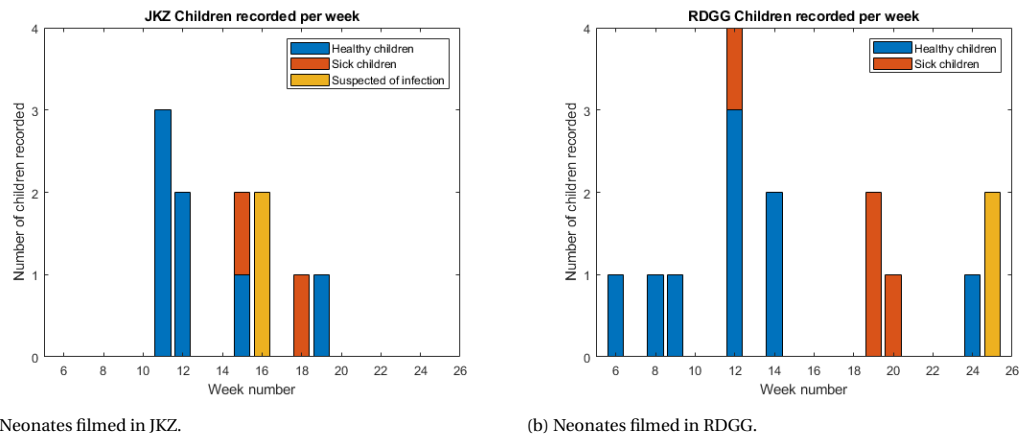 JKZ Children recorded per week
Number of children recorded
4
3
2
1
0
Healthy children
Sick children
Suspected of infection
6 8 10 12 14 16 18 20 22 24 26
Week number
Neonates filmed in JKZ.
RDGG Children recorded per week
Number of children recorded
4
3
2
1
0
Healthy children
Sick children
6 8 10 12 14 16 18 20 22 24 26
Week number
(b) Neonates filmed in RDGG.